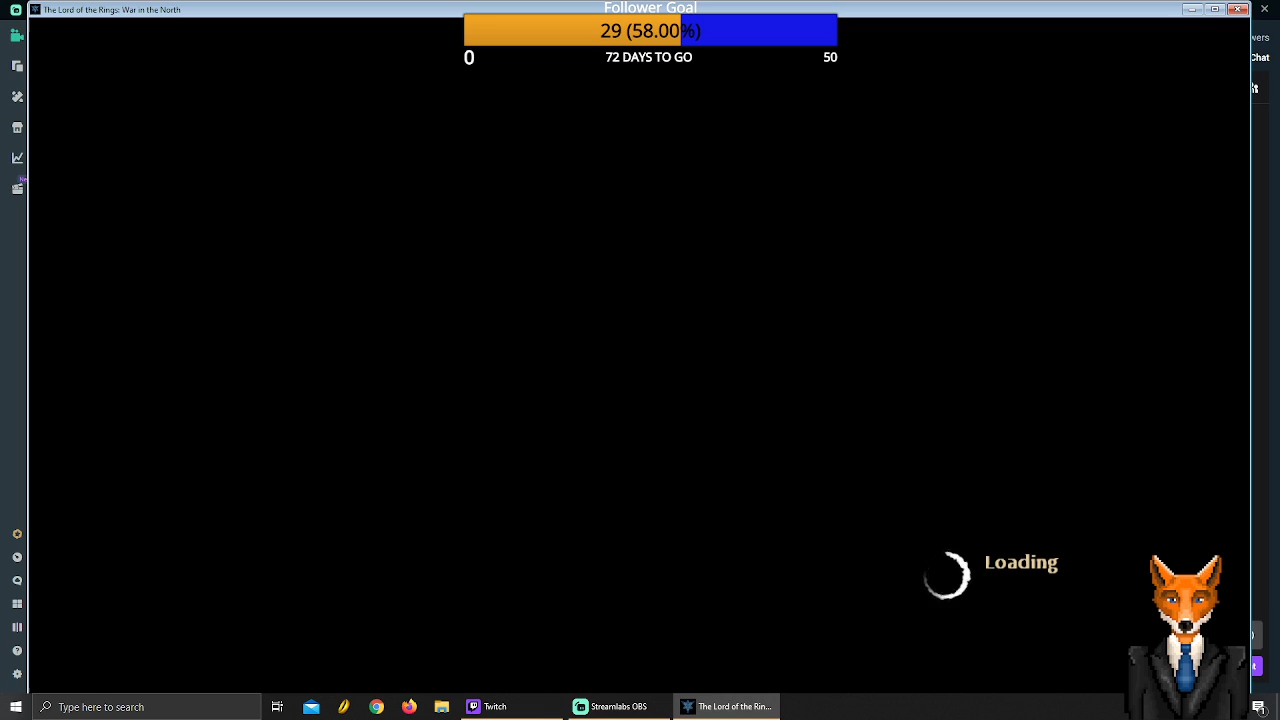 The Lord of the Rings: War in the North
Follower Goal
29 (58.00%)
0
72 DAYS TO GO
50
Chat
Loading
Type here to search
Twitch
Streamlabs OBS
The Lord of the Rin...